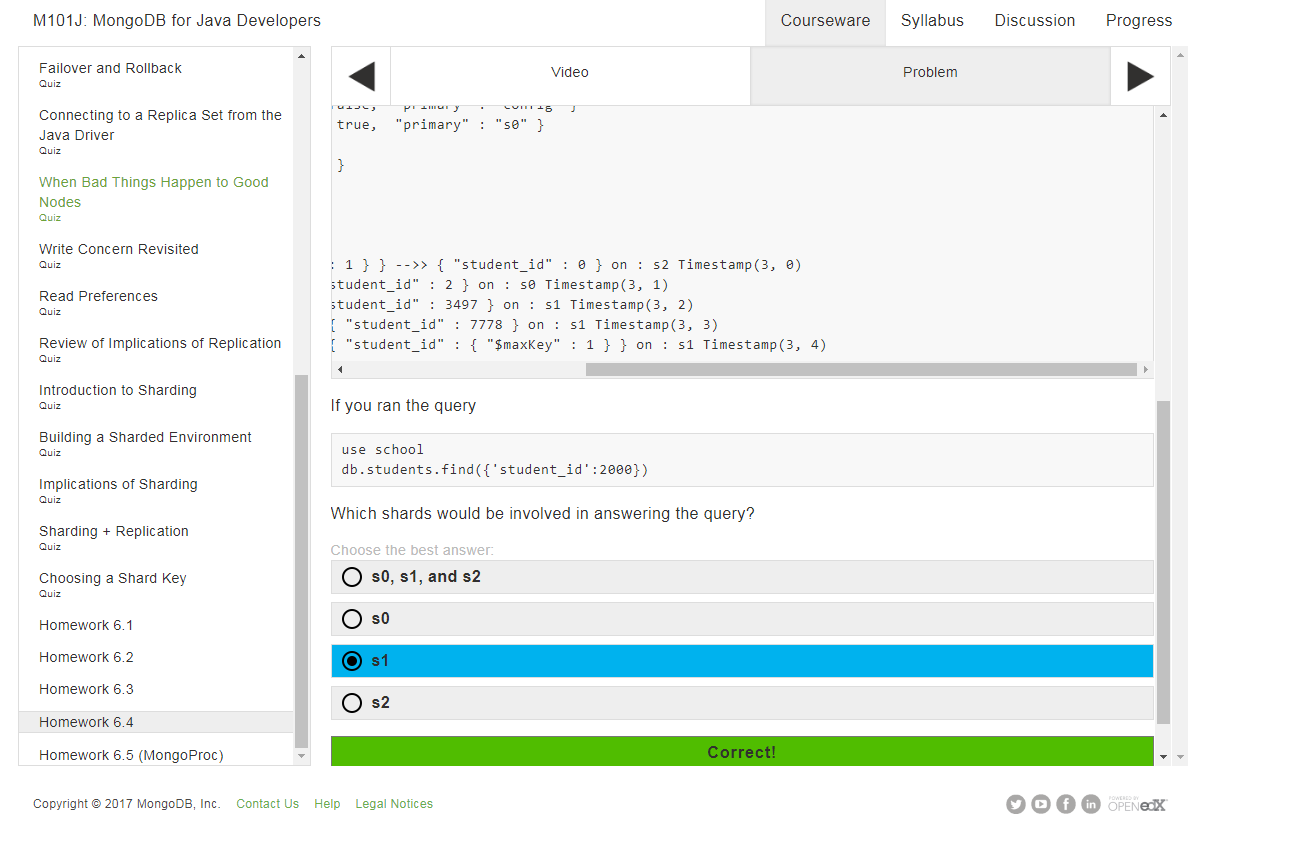 M101J: MongoDB for Java Developers
Courseware
Syllabus
Discussion
Progress
Failover and Rollback
Quiz
Connecting to a Replica Set from the
Java Driver
Quiz
When Bad Things Happen to Good
Nodes
Quiz
Write Concern Revisited
Quiz
Read Preferences
Quiz
Review of Implications of Replication
Quiz
Introduction to Sharding
Quiz
Building a Sharded Environment
Quiz
Implications of Sharding
Quiz
Sharding + Replication
Quiz
Choosing a Shard Key
Quiz
Homework 6.1
Homework 6.2
Homework 6.3
Homework 6.4
Homework 6.5 (MongoProc)
Video
Problem
"primary" : "config" }
true, "primary" : "s0" }
}
: 1 } } -->> { "student_id" : 0 } on : s2 Timestamp(3, 0)
student_id" : 2 } on : s0 Timestamp(3, 1)
student_id" : 3497 } on : s1 Timestamp(3, 2)
{ "student_id" : 7778 } on : s1 Timestamp(3, 3)
{ "student_id" : { "$maxKey" : 1 } } on : s1 Timestamp(3, 4)
If you ran the query
use school
db.students.find({'student_id':2000})
Which shards would be involved in answering the query?
Choose the best answer:
s0, s1, and s2
s0
s1
s2
Correct!
Copyright © 2017 MongoDB, Inc.
Contact Us
Help
Legal Notices
POWERED BY
OPEN edX